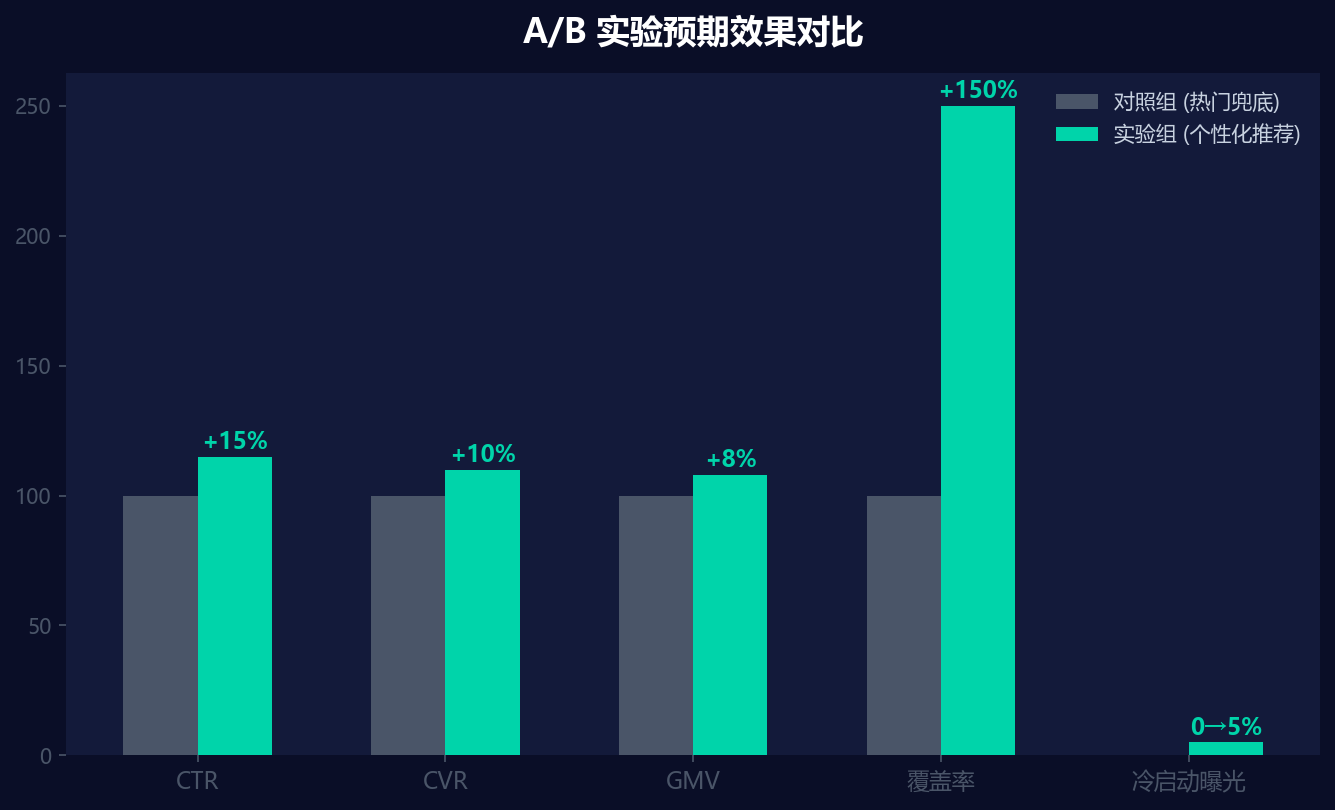 A/B 实验预期效果对比
对照组 (热门兜底)
实验组 (个性化推荐)
250
200
150
100
50
0
+15%
+10%
+8%
+150%
0→5%
CTR
CVR
GMV
覆盖率
冷启动曝光